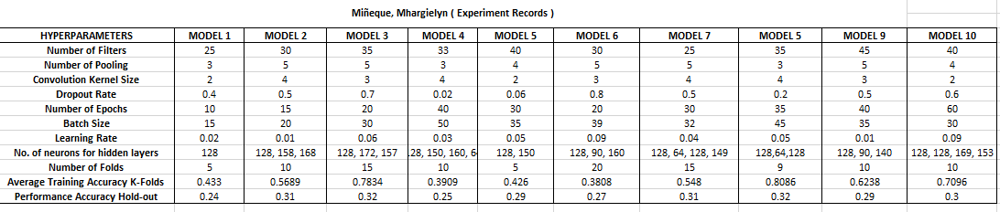 Miñeque, Mhargielyn ( Experiment Records )
HYPERPARAMETERS MODEL 1 MODEL 2 MODEL 3 MODEL 4 MODEL 5 MODEL 6 MODEL 7 MODEL 5 MODEL 9 MODEL 10
Number of Filters 25 30 35 33 40 30 25 35 45 40
Number of Pooling 3 5 5 3 4 5 5 3 5 4
Convolution Kernel Size 2 4 3 4 2 3 4 4 3 2
Dropout Rate 0.4 0.5 0.7 0.02 0.06 0.8 0.5 0.2 0.5 0.6
Number of Epochs 10 15 20 40 30 20 30 35 40 60
Batch Size 15 20 30 50 35 39 32 45 35 30
Learning Rate 0.02 0.01 0.06 0.03 0.05 0.09 0.04 0.05 0.01 0.09
No. of neurons for hidden layers 128 128, 158, 168 128, 172, 157 28, 150, 160, 6 128, 150 128, 90, 160 128, 64, 128, 149 128,64,128 128, 90, 140 128, 128, 169, 153
Number of Folds 5 10 15 10 5 20 15 9 10 10
Average Training Accuracy K-Folds 0.433 0.5689 0.7834 0.3909 0.426 0.3808 0.548 0.8086 0.6238 0.7096
Performance Accuracy Hold-out 0.24 0.31 0.32 0.25 0.29 0.27 0.31 0.32 0.29 0.3